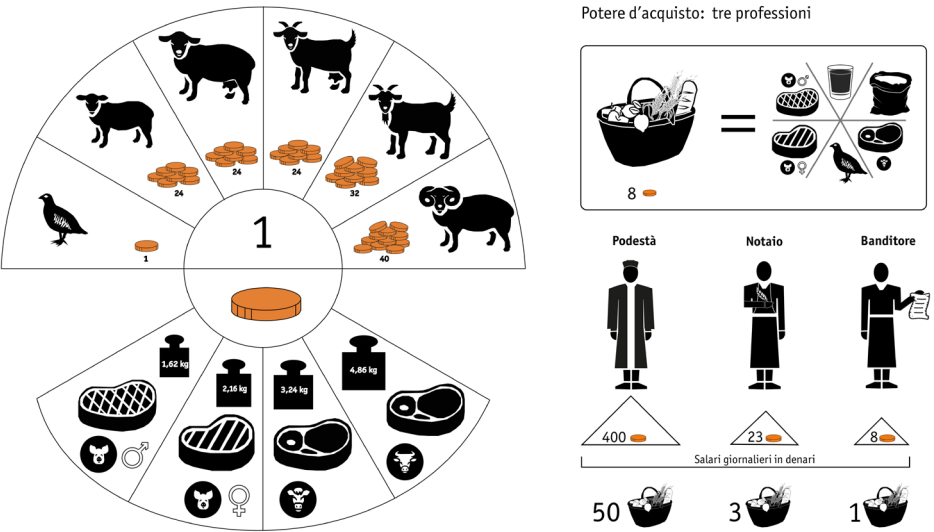 Potere d'acquisto: tre professioni
24
24
24
32
1
40
1
8
1,62 kg
2,16 kg
3,24 kg
4,86 kg
Podestà
Notaio
Banditore
400
23
8
Salari giornalieri in denari
50
3
1